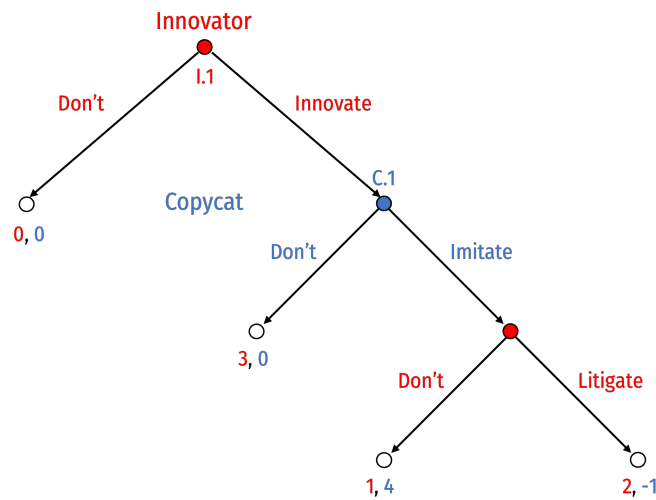 Innovator
I.1
Don’t
Innovate
C.1
Copycat
0, 0
Don’t
Imitate
3, 0
Don’t
Litigate
1, 4
2, -1